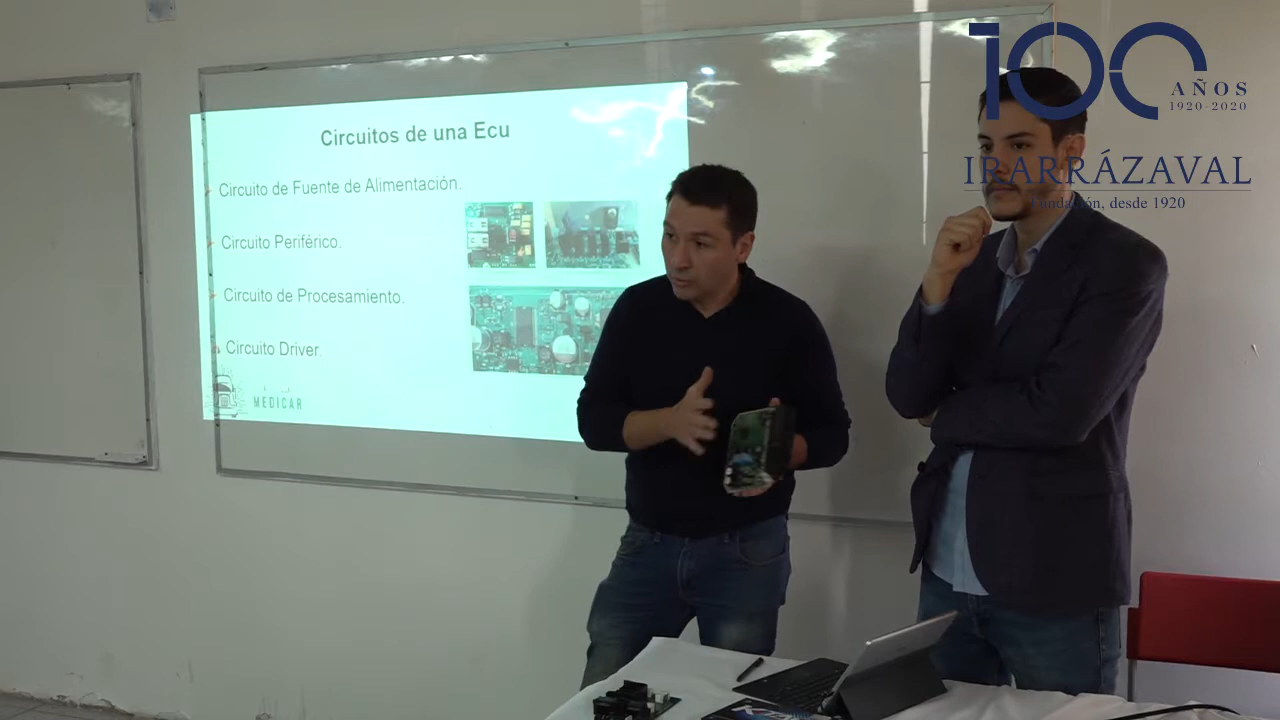 100
AÑOS
1920-2020
IRARRÁZAVAL
Fundación, desde 1920
Circuitos de una Ecu
Circuito de Fuente de Alimentación.
Circuito Periférico.
Circuito de Procesamiento.
Circuito Driver.
MEDICAR